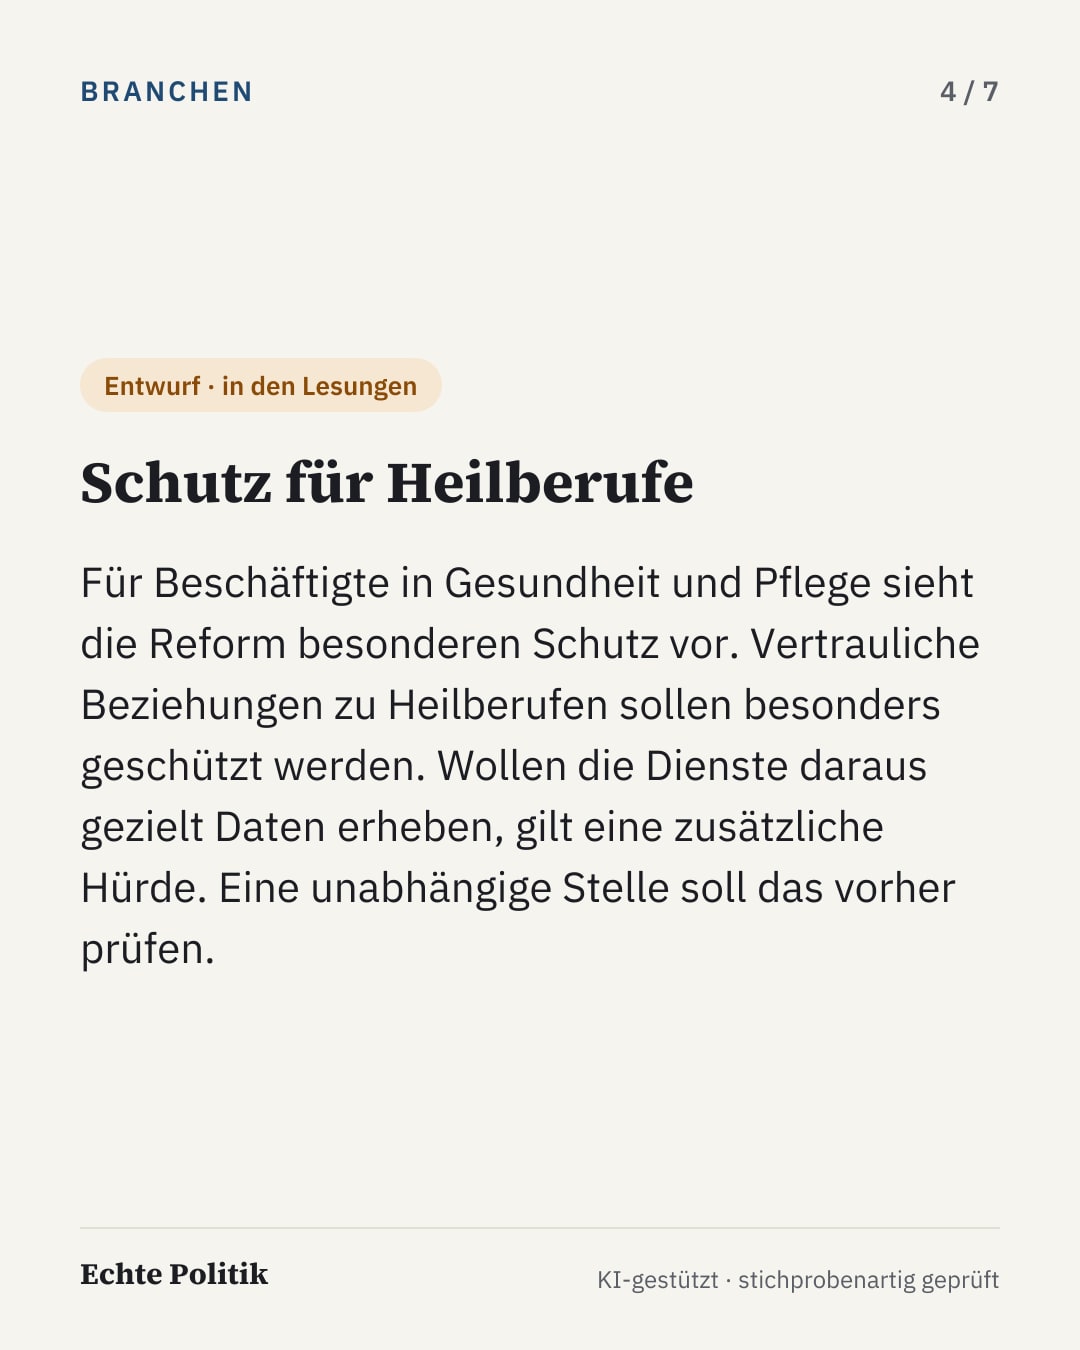 BRANCHEN
4 / 7
Entwurf · in den Lesungen
Schutz für Heilberufe
Für Beschäftigte in Gesundheit und Pflege sieht
die Reform besonderen Schutz vor. Vertrauliche
Beziehungen zu Heilberufen sollen besonders
geschützt werden. Wollen die Dienste daraus
gezielt Daten erheben, gilt eine zusätzliche
Hürde. Eine unabhängige Stelle soll das vorher
prüfen.
Echte Politik
KI-gestützt · stichprobenartig geprüft